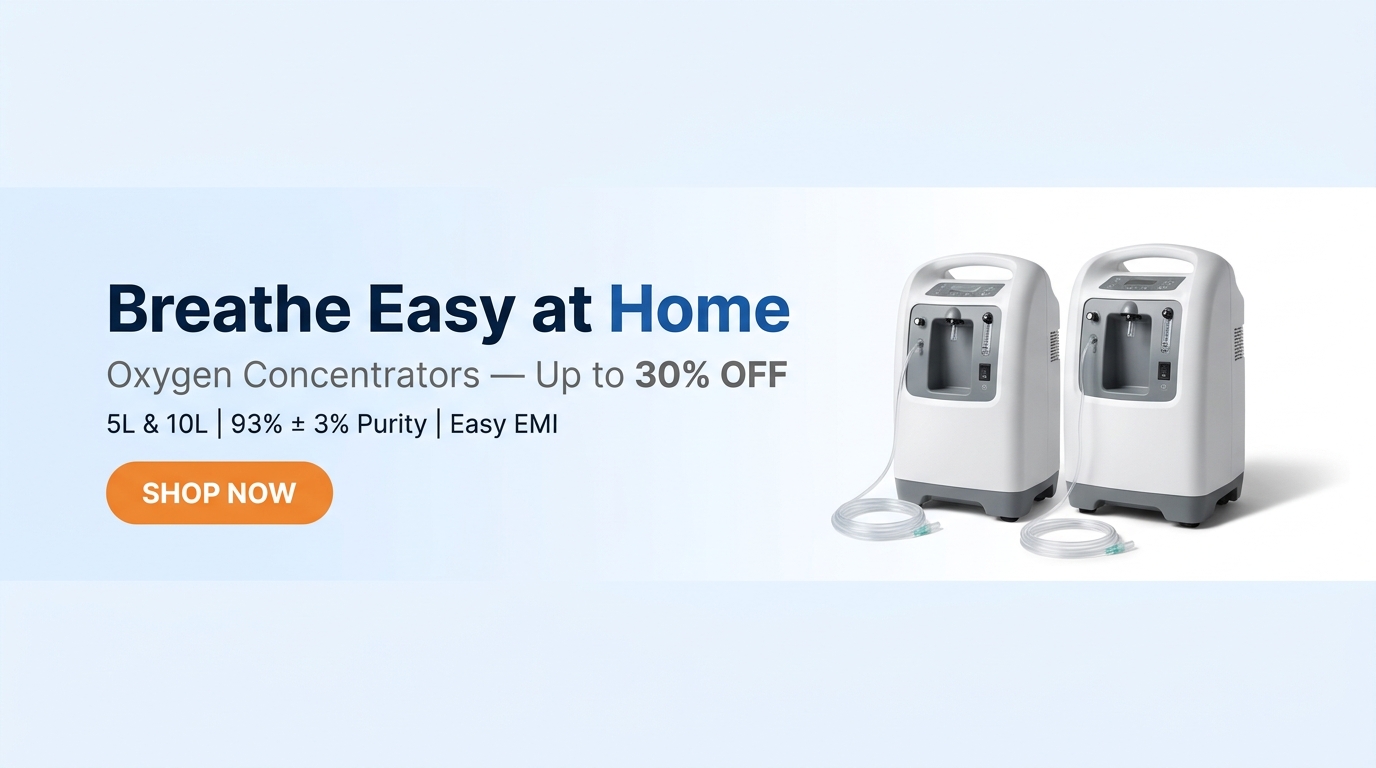 Breathe Easy at Home
Oxygen Concentrators — Up to 30% OFF
5L & 10L | 93% ± 3% Purity | Easy EMI
SHOP NOW